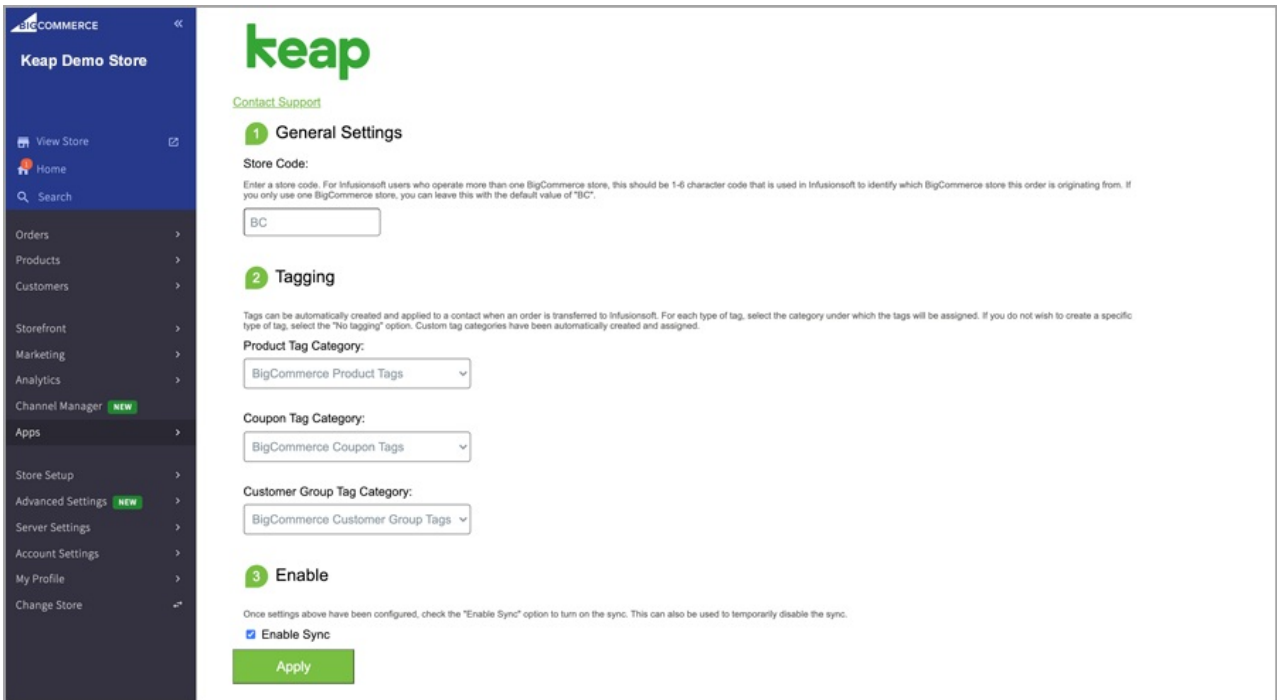 BIGCOMMERCE
«
Keap Demo Store
View Store
1
Home
Search
Orders
Products
Customers
Storefront
Marketing
Analytics
Channel Manager NEW
Apps
Store Setup
Advanced Settings NEW
Server Settings
Account Settings
My Profile
Change Store
keap
Contact Support
1 General Settings
Store Code:
Enter a store code. For Infusionsoft users who operate more than one BigCommerce store, this should be 1-6 character code that is used in Infusionsoft to identify which BigCommerce store this order is originating from. If
you only use one BigCommerce store, you can leave this with the default value of "BC".
BC
2 Tagging
Tags can be automatically created and applied to a contact when an order is transferred to Infusionsoft. For each type of tag, select the category under which the tags will be assigned. If you do not wish to create a specific
type of tag, select the "No tagging" option. Custom tag categories have been automatically created and assigned.
Product Tag Category:
BigCommerce Product Tags
Coupon Tag Category:
BigCommerce Coupon Tags
Customer Group Tag Category:
BigCommerce Customer Group Tags
3 Enable
Once settings above have been configured, check the "Enable Sync" option to turn on the sync. This can also be used to temporarily disable the sync.
Enable Sync
Apply